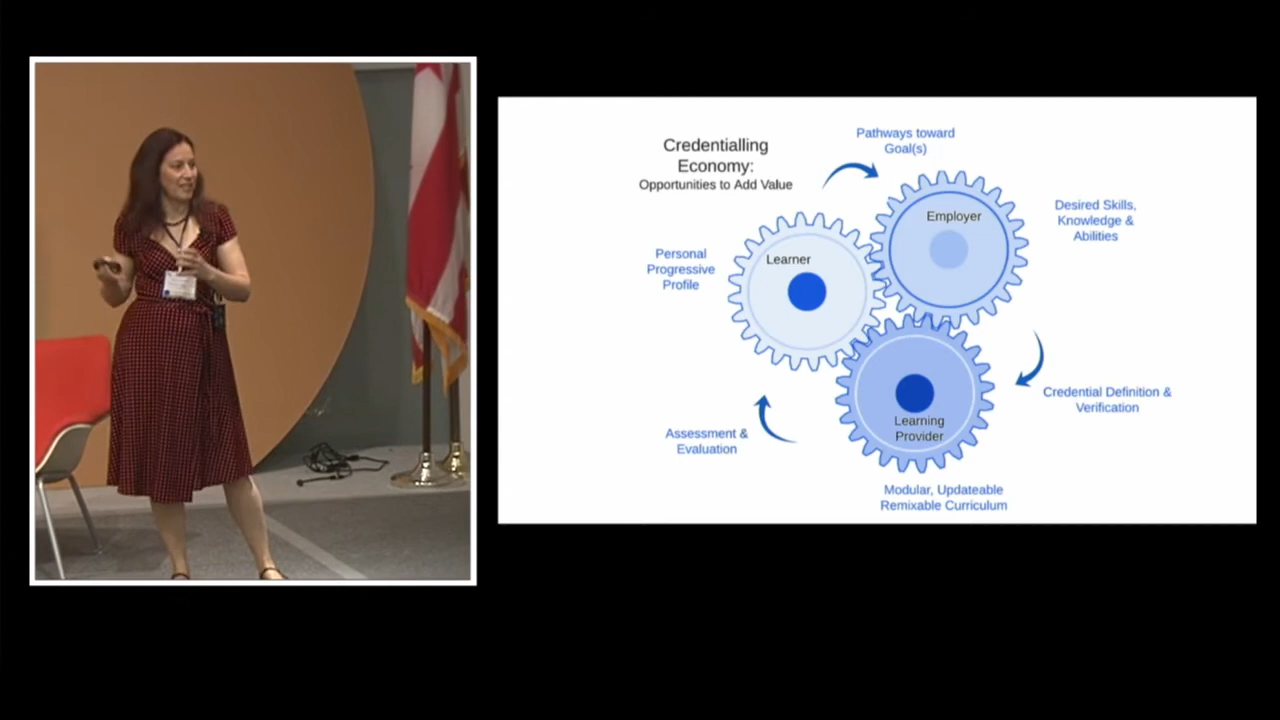 Credentialling
Economy:
Opportunities to Add Value
Pathways toward
Goal(s)
Employer
Desired Skills,
Knowledge &
Abilities
Learner
Personal
Progressive
Profile
Credential Definition &
Verification
Learning
Provider
Assessment &
Evaluation
Modular, Updateable
Remixable Curriculum